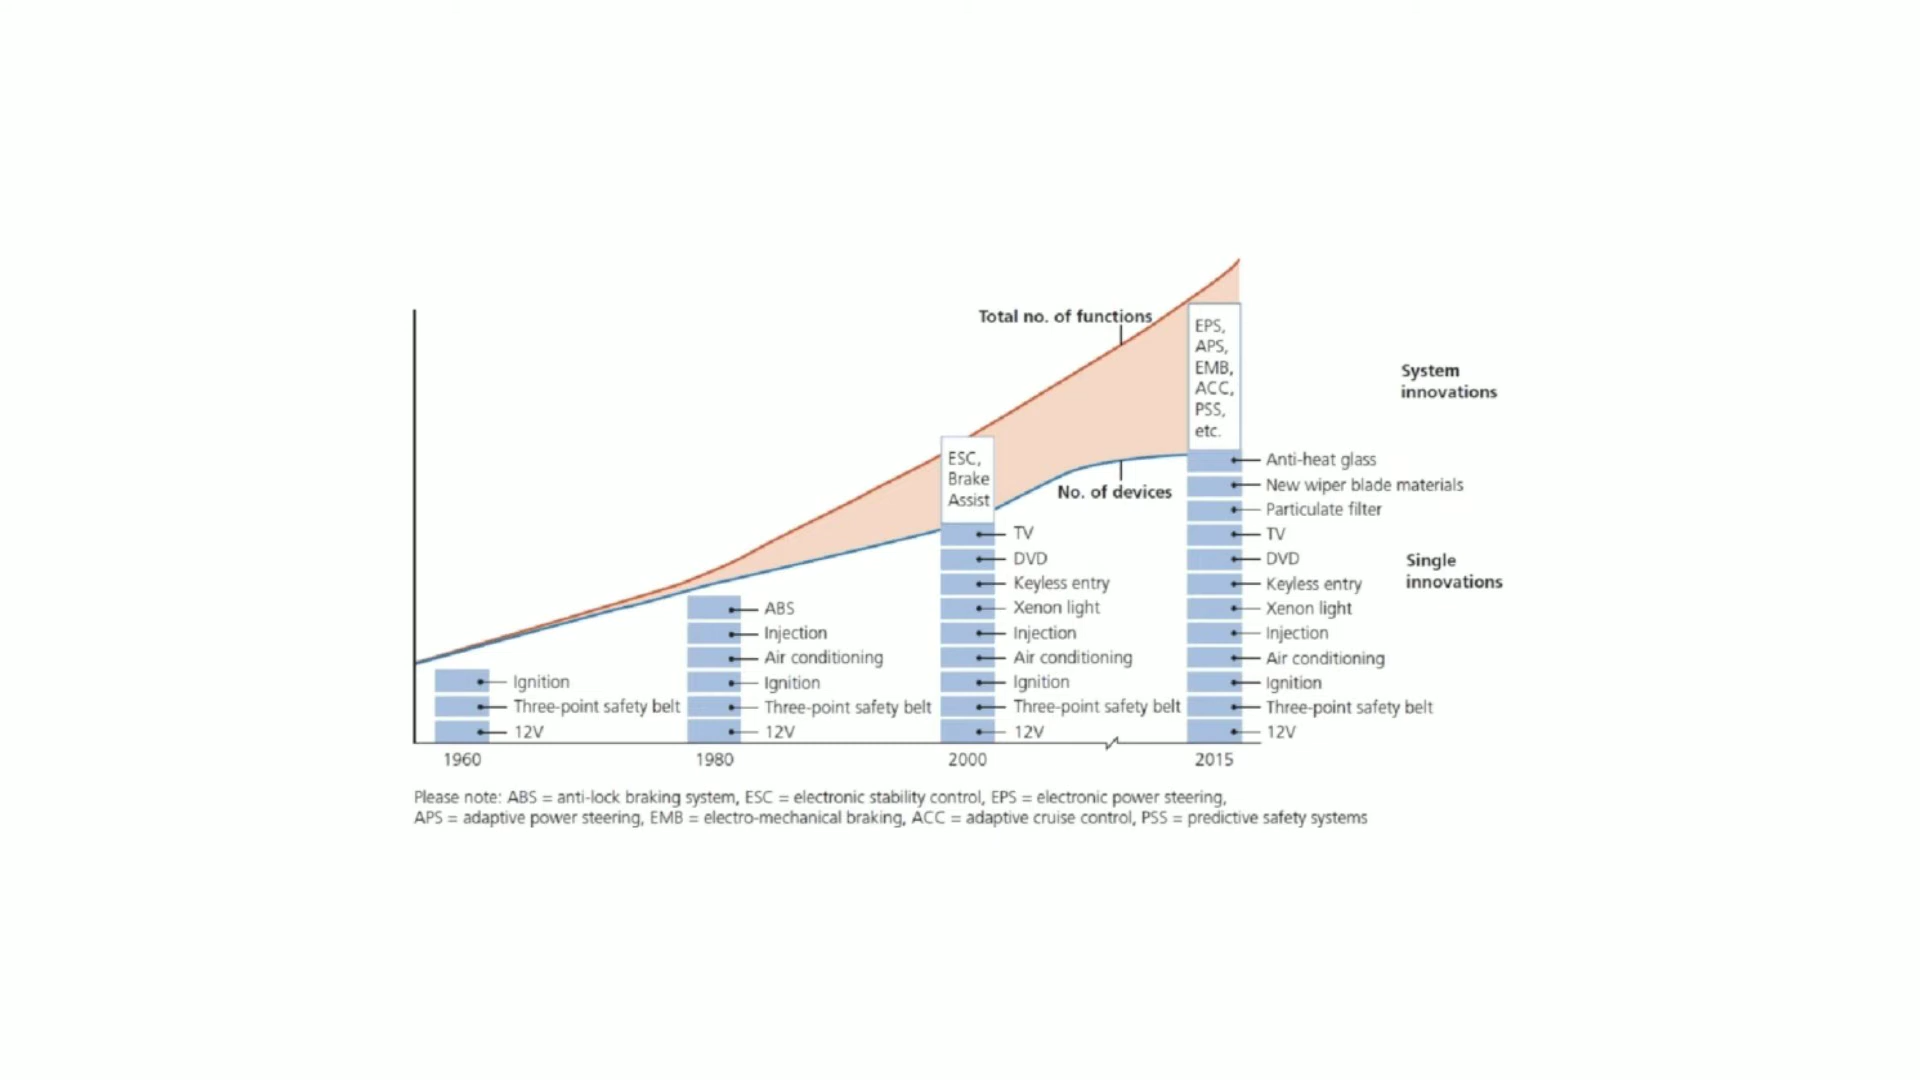 Total no. of functions
EPS,
APS,
EMB,
ACC,
PSS,
etc.
System
innovations
ESC,
Brake
Assist
No. of devices
Anti-heat glass
New wiper blade materials
Particulate filter
TV
DVD
Keyless entry
Xenon light
Injection
Air conditioning
Ignition
Three-point safety belt
12V
Single
innovations
TV
DVD
Keyless entry
Xenon light
Injection
Air conditioning
Ignition
Three-point safety belt
12V
ABS
Injection
Air conditioning
Ignition
Three-point safety belt
12V
Ignition
Three-point safety belt
12V
1960
1980
2000
2015
Please note: ABS = anti-lock braking system, ESC = electronic stability control, EPS = electronic power steering,
APS = adaptive power steering, EMB = electro-mechanical braking, ACC = adaptive cruise control, PSS = predictive safety systems